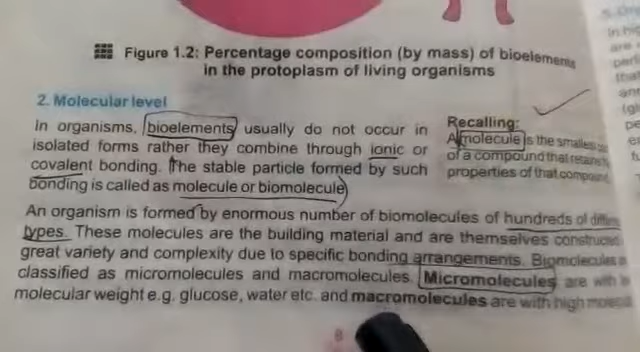 Figure 1.2: Percentage composition (by mass) of bioelements
in the protoplasm of living organisms
2. Molecular level
In organisms, bioelements usually do not occur in
isolated forms rather they combine through ionic or
covalent bonding. The stable particle formed by such
bonding is called as molecule or biomolecule
Recalling:
A molecule is the smallest
of a compound that retains
properties of that compound
An organism is formed by enormous number of biomolecules of hundreds of
types. These molecules are the building material and are themselves constructed
great variety and complexity due to specific bonding arrangements. Biomolecules
classified as micromolecules and macromolecules. Micromolecules are with
molecular weight e.g. glucose, water etc. and macromolecules are with high